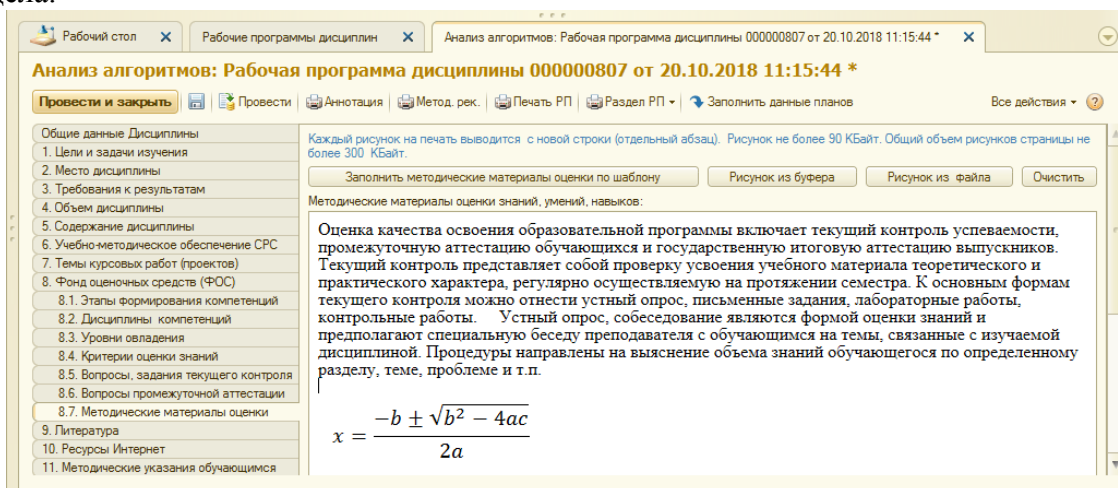 Рабочий стол
Рабочие программы дисциплин
Анализ алгоритмов: Рабочая программа дисциплины 000000807 от 20.10.2018 11:15:44 *
Анализ алгоритмов: Рабочая программа дисциплины 000000807 от 20.10.2018 11:15:44 *
Провести и закрыть Провести Аннотация Метод. рек. Печать РП Раздел РП Заполнить данные планов Все действия
Общие данные Дисциплины
1. Цели и задачи изучения
2. Место дисциплины
3. Требования к результатам
4. Объем дисциплины
5. Содержание дисциплины
6. Учебно-методическое обеспечение СРС
7. Темы курсовых работ (проектов)
8. Фонд оценочных средств (ФОС)
8.1. Этапы формирования компетенций
8.2. Дисциплины компетенций
8.3. Уровни овладения
8.4. Критерии оценки знаний
8.5. Вопросы, задания текущего контроля
8.6. Вопросы промежуточной аттестации
8.7. Методические материалы оценки
9. Литература
10. Ресурсы Интернет
11. Методические указания обучающимся
Каждый рисунок на печать выводится с новой строки (отдельный абзац). Рисунок не более 90 КБайт. Общий объем рисунков страницы не
более 300 КБайт.
Заполнить методические материалы оценки по шаблону Рисунок из буфера Рисунок из файла Очистить
Методические материалы оценки знаний, умений, навыков:
Оценка качества освоения образовательной программы включает текущий контроль успеваемости,
промежуточную аттестацию обучающихся и государственную итоговую аттестацию выпускников.
Текущий контроль представляет собой проверку усвоения учебного материала теоретического и
практического характера, регулярно осуществляемую на протяжении семестра. К основным формам
текущего контроля можно отнести устный опрос, письменные задания, лабораторные работы,
контрольные работы. Устный опрос, собеседование являются формой оценки знаний и
предполагают специальную беседу преподавателя с обучающимся на темы, связанные с изучаемой
дисциплиной. Процедуры направлены на выяснение объема знаний обучающегося по определенному
разделу, теме, проблеме и т.п.
x = (−b ± √(b² − 4ac)) / 2a